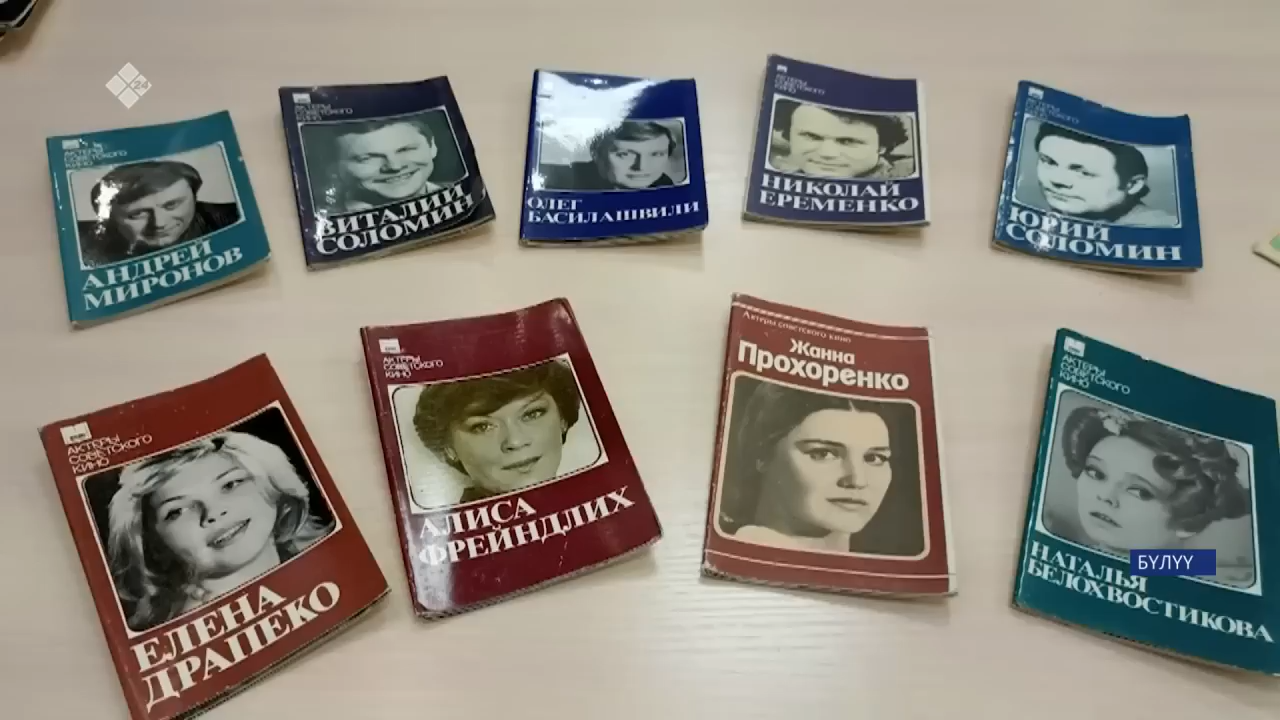 24
АКТЕРЫ
СОВЕТСКОГО
КИНО
АНДРЕЙ
МИРОНОВ
АКТЕРЫ
СОВЕТСКОГО
КИНО
ВИТАЛИЙ
СОЛОМИН
ОЛЕГ
БАСИЛАШВИЛИ
АКТЕРЫ
СОВЕТСКОГО
КИНО
НИКОЛАЙ
ЕРЕМЕНКО
АКТЕРЫ
СОВЕТСКОГО
КИНО
ЮРИЙ
СОЛОМИН
АКТЕРЫ
СОВЕТСКОГО
КИНО
ЕЛЕНА
ДРАПЕКО
АКТЕРЫ
СОВЕТСКОГО
КИНО
АЛИСА
ФРЕЙНДЛИХ
Актеры советского кино
Жанна
Прохоренко
АКТЕРЫ
СОВЕТСКОГО
КИНО
НАТАЛЬЯ
БЕЛОХВОСТИКОВА
БҮЛҮҮ